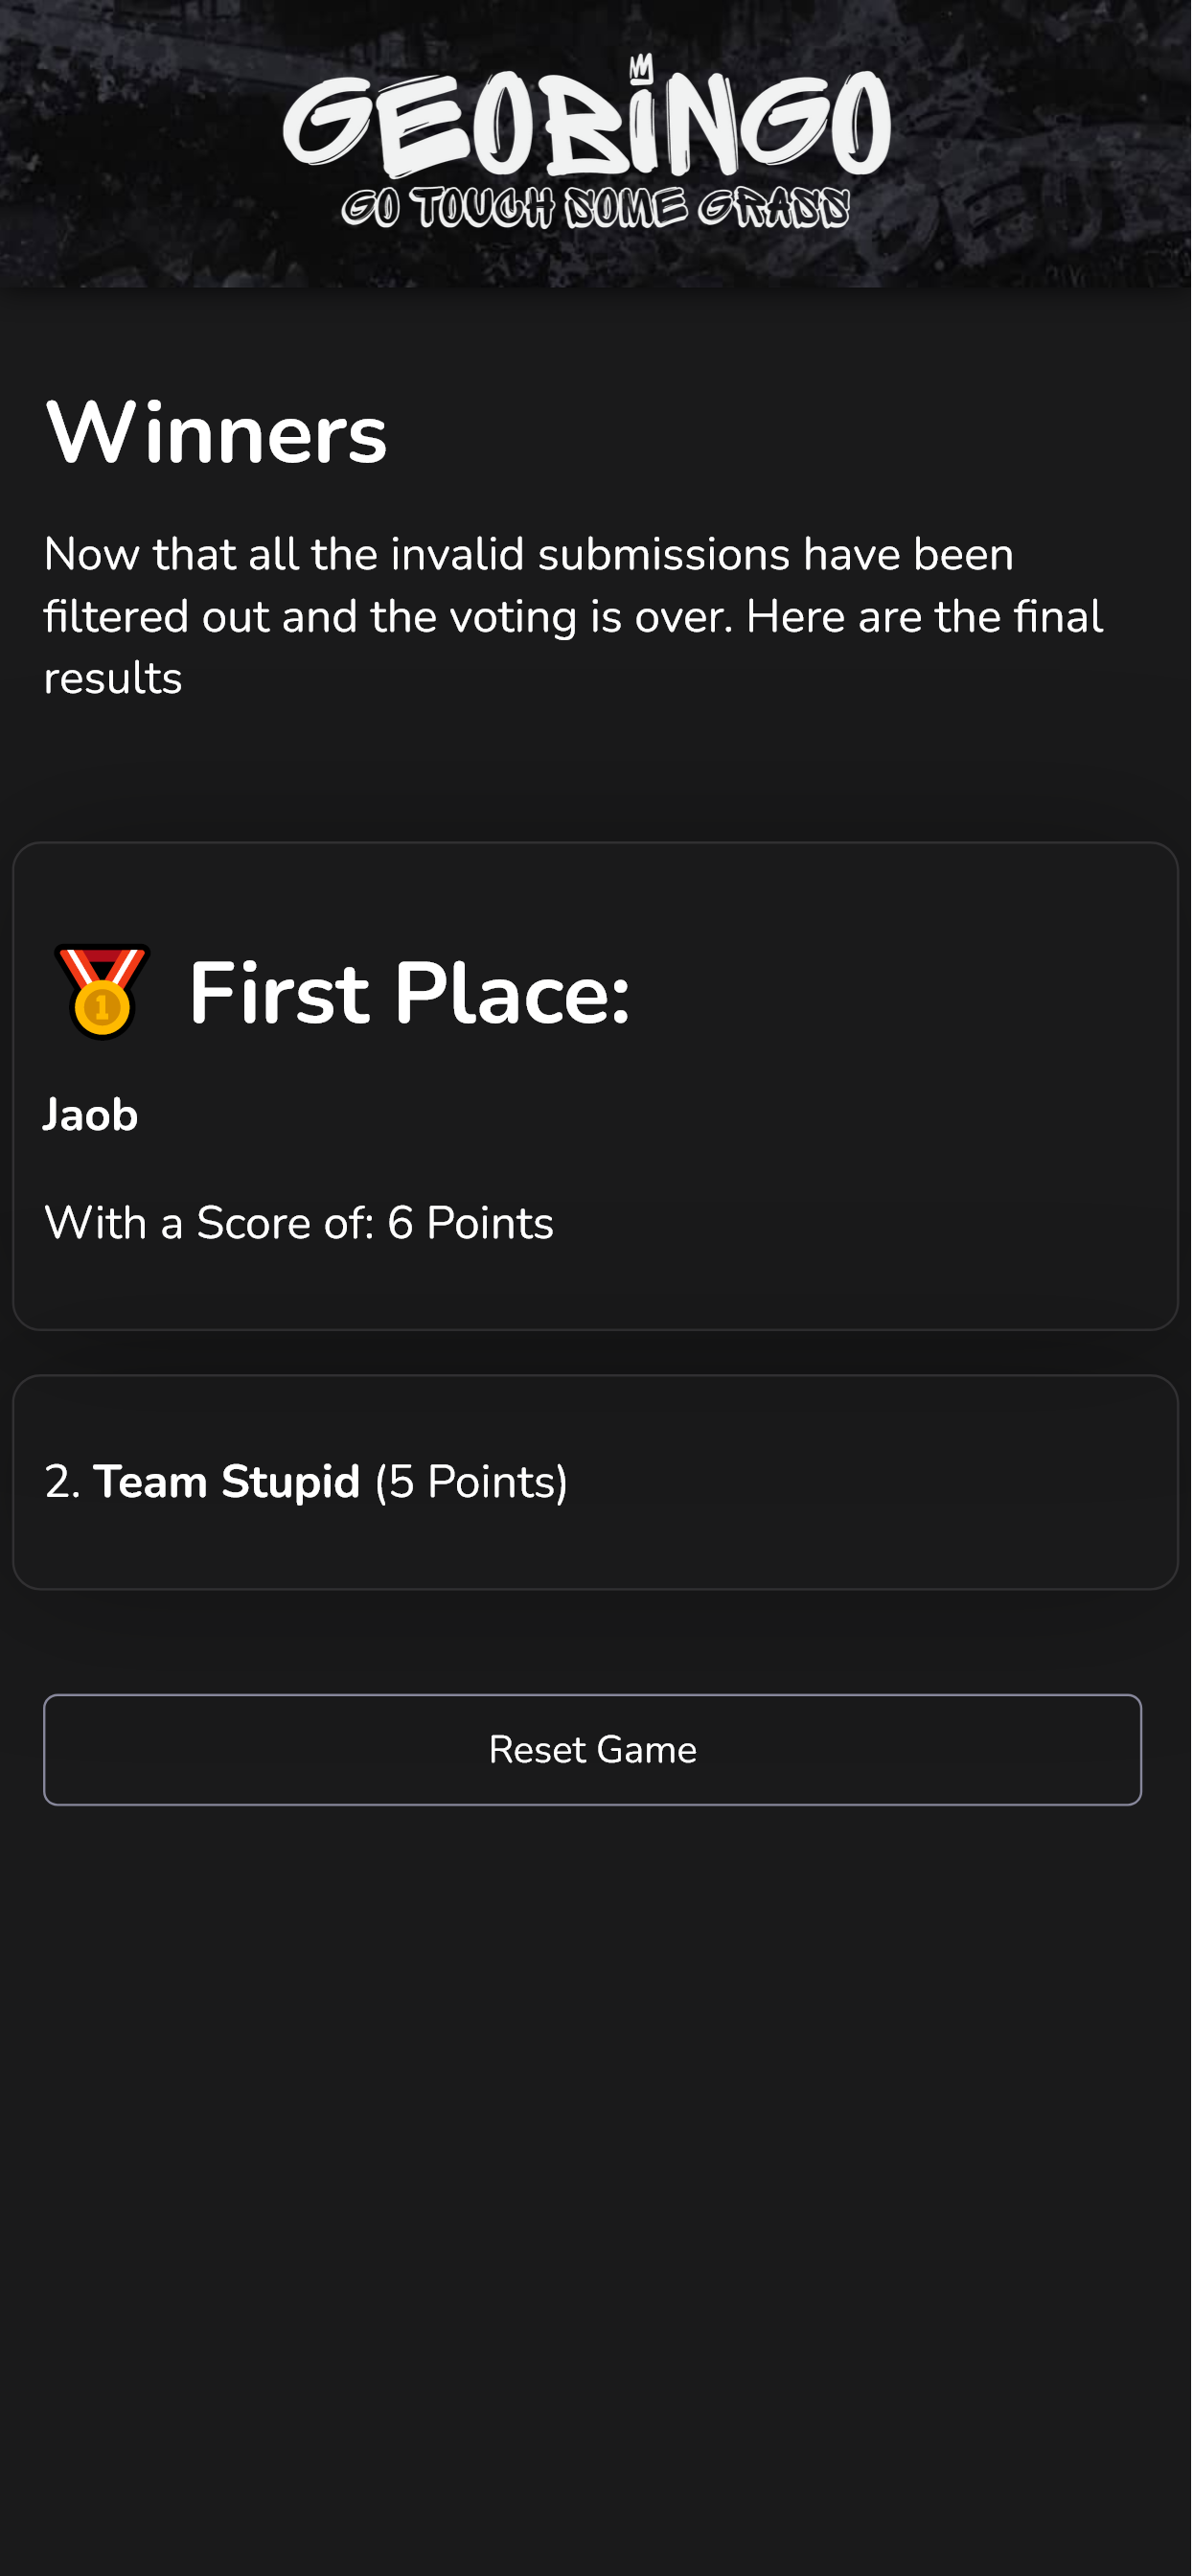 GEOBINGO
GO TOUCH SOME GRASS
Winners
Now that all the invalid submissions have been
filtered out and the voting is over. Here are the final
results
1
First Place:
Jaob
With a Score of: 6 Points
2. Team Stupid (5 Points)
Reset Game